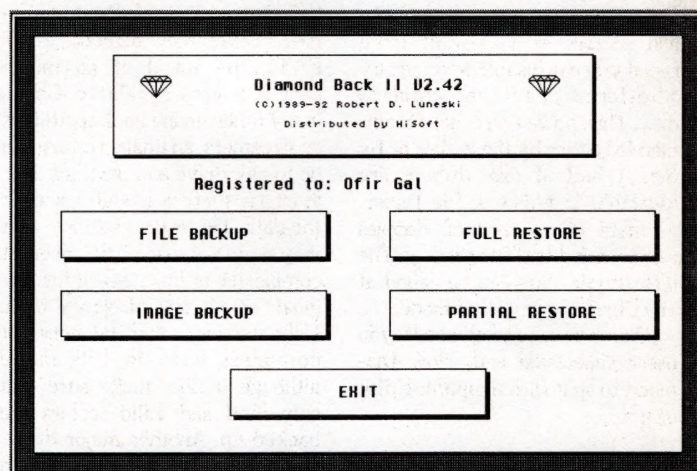 Diamond Back II V2.42
(C)1989-92 Robert D. Luneski
Distributed by HiSoft
Registered to: Ofir Gal
FILE BACKUP
FULL RESTORE
IMAGE BACKUP
PARTIAL RESTORE
EXIT